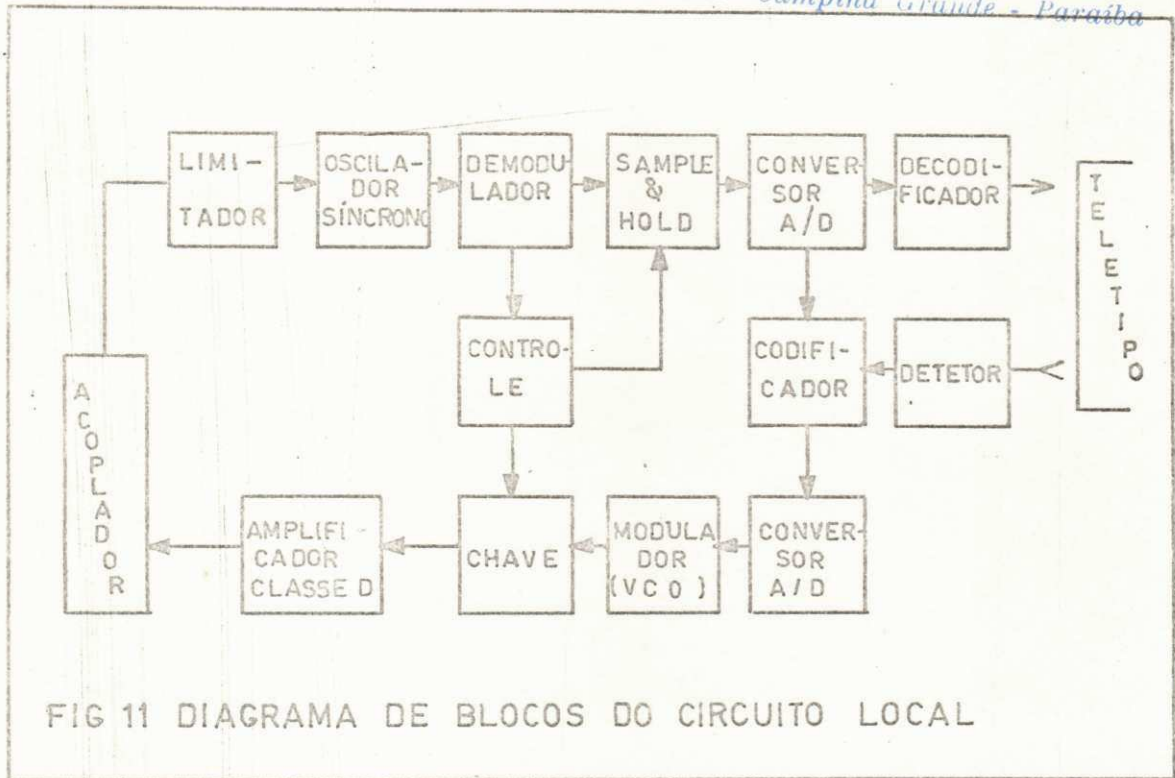 Campina Grande - Paraíba
LIMI-
TADOR
OSCILA-
DOR
SÍNCRONO
DEMODU-
LADOR
SAMPLE
&
HOLD
CONVER-
SOR
A/D
DECODI-
FICADOR
TELETIPO
CONTRO-
LE
CODIFI-
CADOR
DETETOR
ACOPLADOR
AMPLIFI-
CADOR
CLASSE D
CHAVE
MODULA
DOR
(VCO)
CONVER-
SOR
A/D
FIG 11 DIAGRAMA DE BLOCOS DO CIRCUITO LOCAL